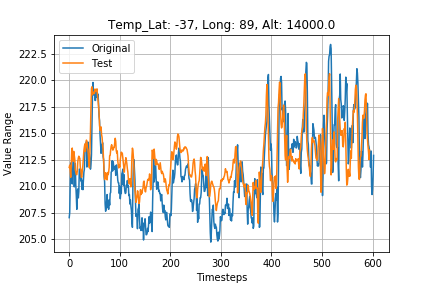 Temp_Lat: -37, Long: 89, Alt: 14000.0
Original
Test
Value Range
222.5
220.0
217.5
215.0
212.5
210.0
207.5
205.0
0 100 200 300 400 500 600
Timesteps